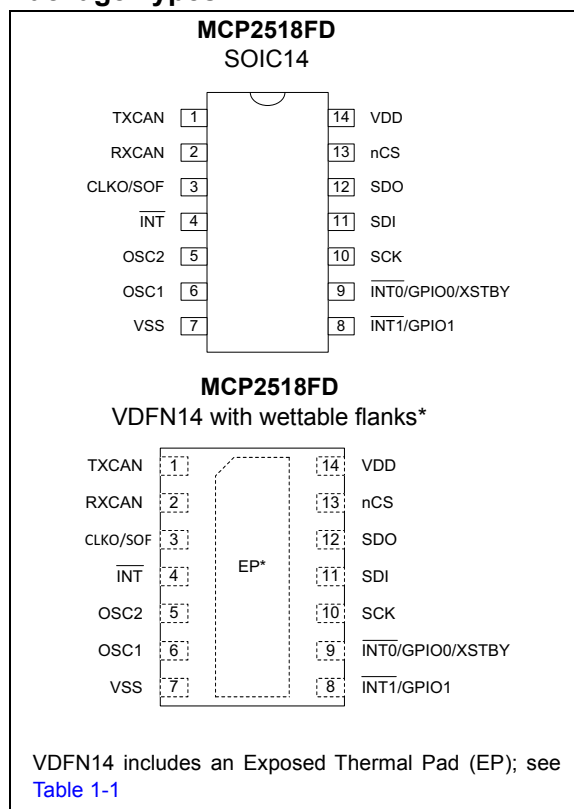 MCP2518FD
SOIC14
TXCAN 1 14 VDD
RXCAN 2 13 nCS
CLKO/SOF 3 12 SDO
INT 4 11 SDI
OSC2 5 10 SCK
OSC1 6 9 INT0/GPIO0/XSTBY
VSS 7 8 INT1/GPIO1
MCP2518FD
VDFN14 with wettable flanks*
TXCAN 1 14 VDD
RXCAN 2 13 nCS
CLKO/SOF 3 12 SDO
INT 4 EP* 11 SDI
OSC2 5 10 SCK
OSC1 6 9 INT0/GPIO0/XSTBY
VSS 7 8 INT1/GPIO1
VDFN14 includes an Exposed Thermal Pad (EP); see
Table 1-1